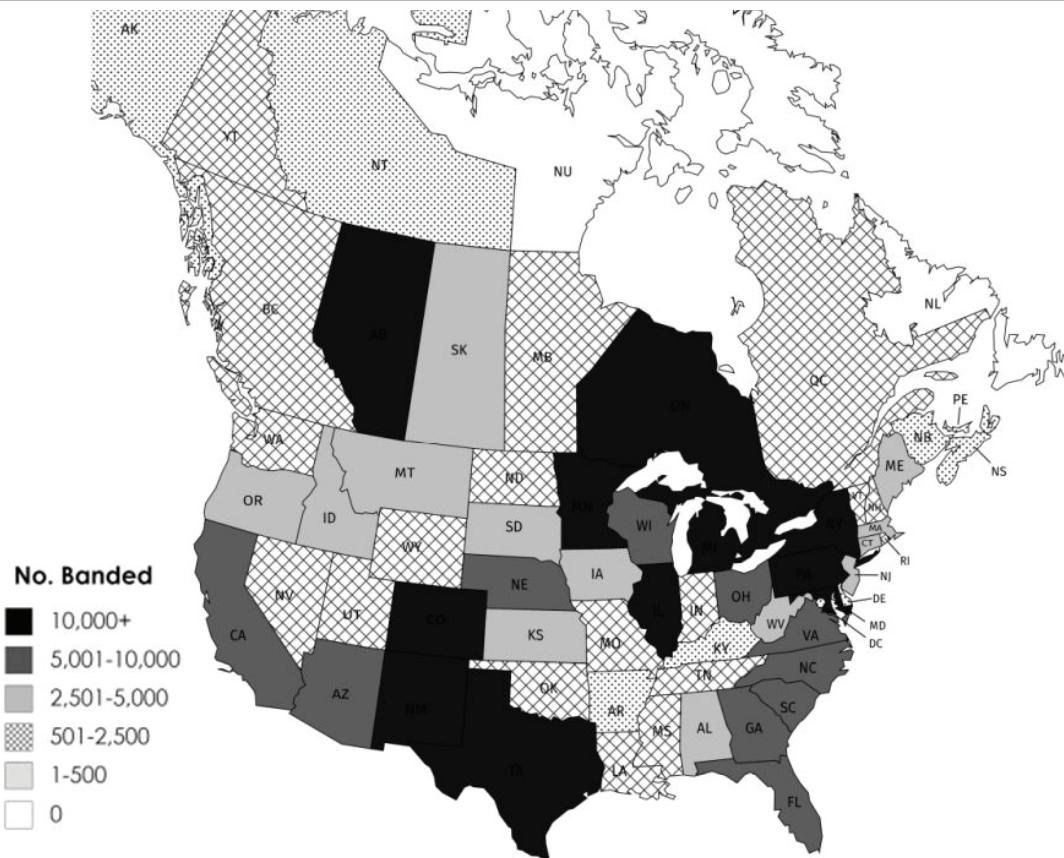 AK
YT
NT
NU
BC
AB
SK
MB
ON
QC
NL
PE
NB
NS
WA
MT
ND
MN
ME
VT
NH
OR
ID
SD
WI
MI
NY
MA
CT
RI
WY
IA
NE
PA
NJ
No. Banded
10,000+
5,001-10,000
2,501-5,000
501-2,500
1-500
0
NV
UT
CO
KS
MO
IL
IN
OH
WV
DE
MD
DC
CA
VA
KY
AZ
NM
OK
AR
TN
NC
SC
MS
AL
GA
TX
LA
FL